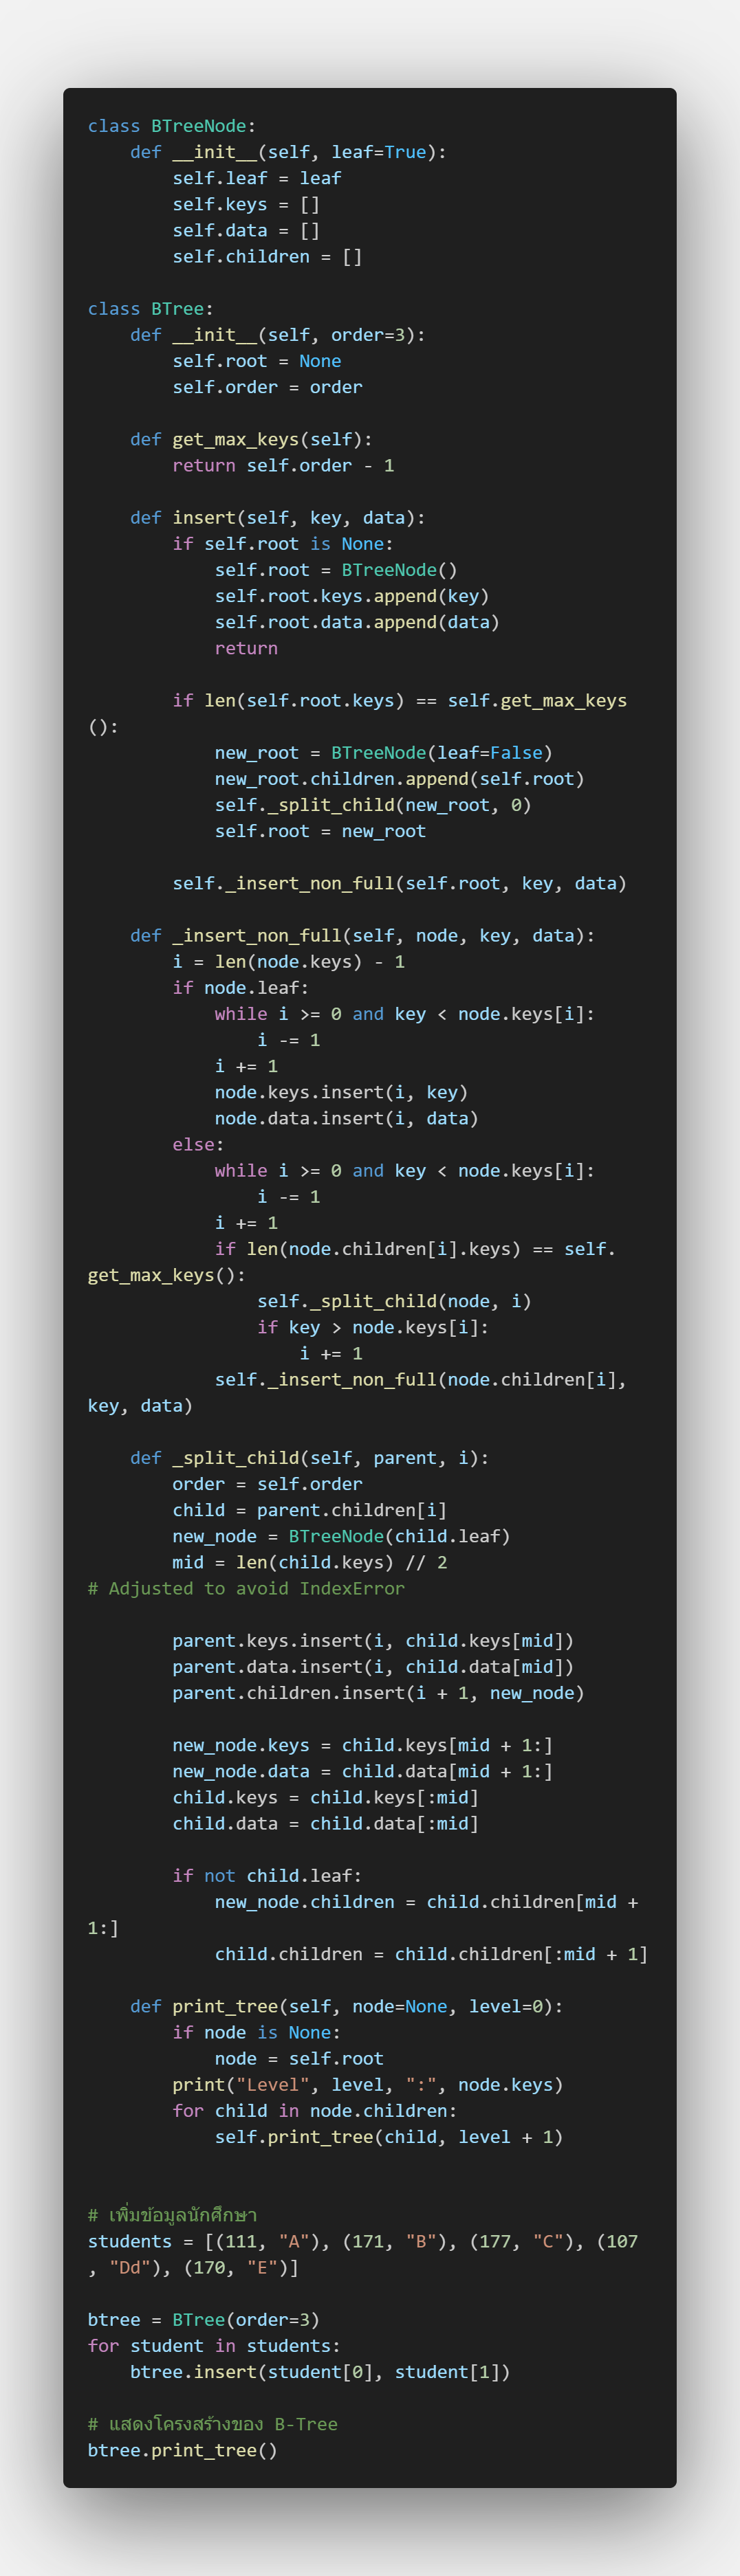 class BTreeNode:
    def __init__(self, leaf=True):
        self.leaf = leaf
        self.keys = []
        self.data = []
        self.children = []

class BTree:
    def __init__(self, order=3):
        self.root = None
        self.order = order

    def get_max_keys(self):
        return self.order - 1

    def insert(self, key, data):
        if self.root is None:
            self.root = BTreeNode()
            self.root.keys.append(key)
            self.root.data.append(data)
            return

        if len(self.root.keys) == self.get_max_keys
():
            new_root = BTreeNode(leaf=False)
            new_root.children.append(self.root)
            self._split_child(new_root, 0)
            self.root = new_root

        self._insert_non_full(self.root, key, data)

    def _insert_non_full(self, node, key, data):
        i = len(node.keys) - 1
        if node.leaf:
            while i >= 0 and key < node.keys[i]:
                i -= 1
            i += 1
            node.keys.insert(i, key)
            node.data.insert(i, data)
        else:
            while i >= 0 and key < node.keys[i]:
                i -= 1
            i += 1
            if len(node.children[i].keys) == self.
get_max_keys():
                self._split_child(node, i)
                if key > node.keys[i]:
                    i += 1
            self._insert_non_full(node.children[i], 
key, data)

    def _split_child(self, parent, i):
        order = self.order
        child = parent.children[i]
        new_node = BTreeNode(child.leaf)
        mid = len(child.keys) // 2
# Adjusted to avoid IndexError

        parent.keys.insert(i, child.keys[mid])
        parent.data.insert(i, child.data[mid])
        parent.children.insert(i + 1, new_node)

        new_node.keys = child.keys[mid + 1:]
        new_node.data = child.data[mid + 1:]
        child.keys = child.keys[:mid]
        child.data = child.data[:mid]

        if not child.leaf:
            new_node.children = child.children[mid + 
1:]
            child.children = child.children[:mid + 1]

    def print_tree(self, node=None, level=0):
        if node is None:
            node = self.root
        print("Level", level, ":", node.keys)
        for child in node.children:
            self.print_tree(child, level + 1)


# เพิ่มข้อมูลนักศึกษา
students = [(111, "A"), (171, "B"), (177, "C"), (107
, "Dd"), (170, "E")]

btree = BTree(order=3)
for student in students:
    btree.insert(student[0], student[1])

# แสดงโครงสร้างของ B-Tree
btree.print_tree()